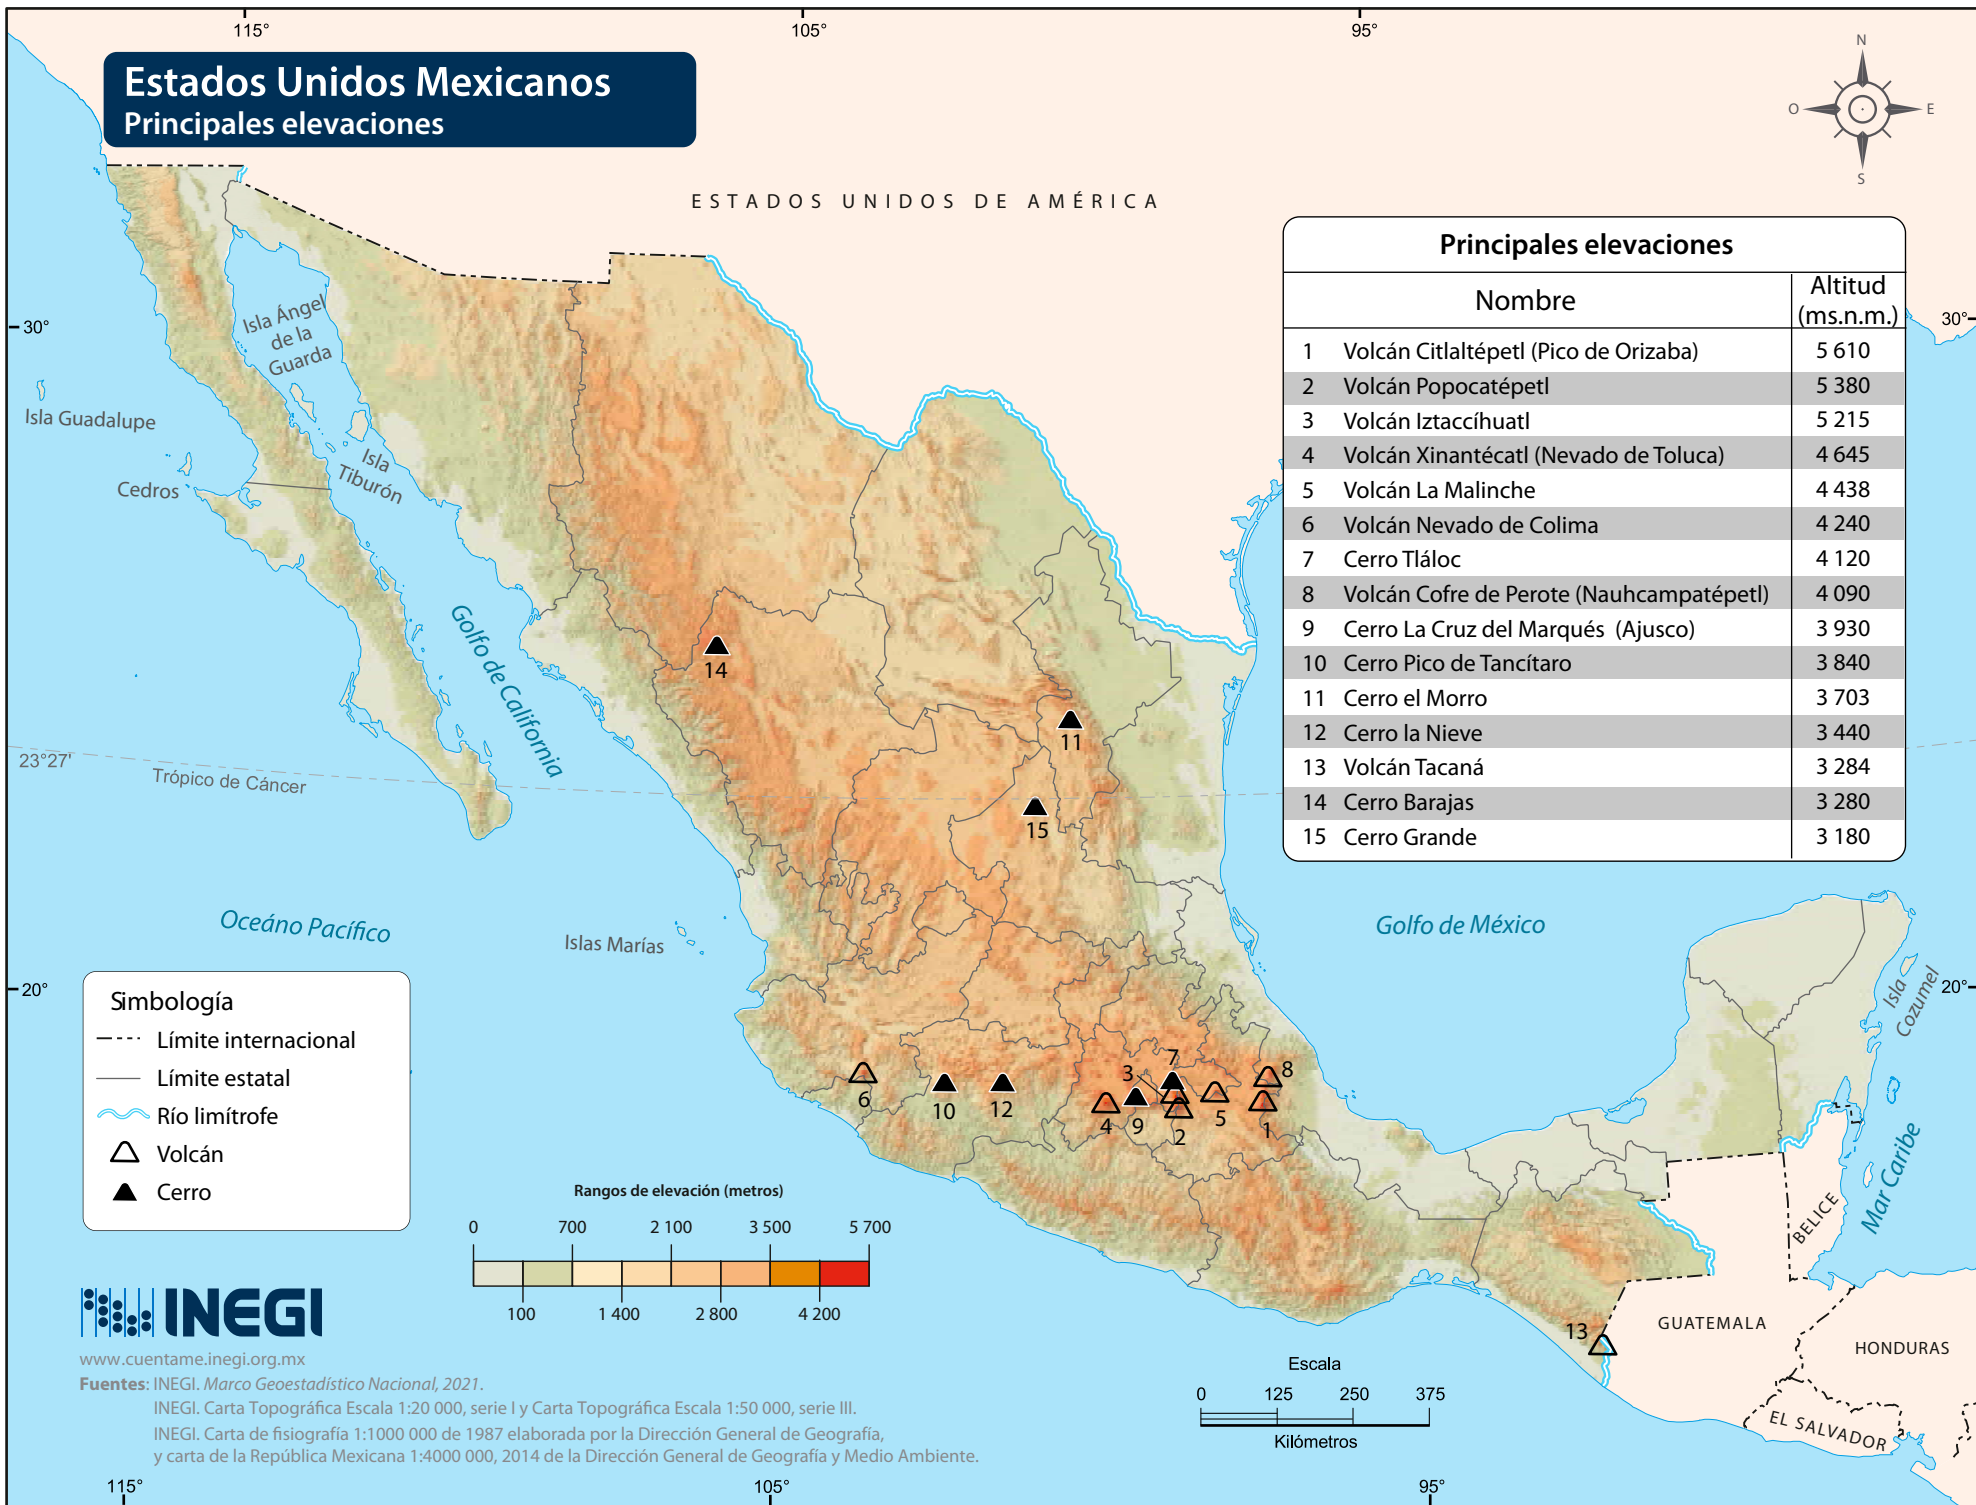 115°
105°
95°
Estados Unidos Mexicanos
Principales elevaciones
N
O
E
S
ESTADOS UNIDOS DE AMÉRICA
Principales elevaciones
Nombre
Altitud
(ms.n.m.)
1 Volcán Citlaltépetl (Pico de Orizaba) 5 610
2 Volcán Popocatépetl 5 380
3 Volcán Iztaccíhuatl 5 215
4 Volcán Xinantécatl (Nevado de Toluca) 4 645
5 Volcán La Malinche 4 438
6 Volcán Nevado de Colima 4 240
7 Cerro Tláloc 4 120
8 Volcán Cofre de Perote (Nauhcampatépetl) 4 090
9 Cerro La Cruz del Marqués (Ajusco) 3 930
10 Cerro Pico de Tancítaro 3 840
11 Cerro el Morro 3 703
12 Cerro la Nieve 3 440
13 Volcán Tacaná 3 284
14 Cerro Barajas 3 280
15 Cerro Grande 3 180
30°
30°
Isla Ángel
de la
Guarda
Isla Guadalupe
Isla
Tiburón
Cedros
Golfo de California
14
11
15
23°27'
Trópico de Cáncer
Oceáno Pacífico
Islas Marías
Golfo de México
20°
20°
Isla
Cozumel
Mar Caribe
6
10
12
4
9
3
7
2
5
1
8
13
BELICE
GUATEMALA
HONDURAS
EL SALVADOR
Simbología
Límite internacional
Límite estatal
Río limítrofe
Volcán
Cerro
Rangos de elevación (metros)
0 700 2 100 3 500 5 700
100 1 400 2 800 4 200
INEGI
www.cuentame.inegi.org.mx
Fuentes: INEGI. Marco Geoestadístico Nacional, 2021.
INEGI. Carta Topográfica Escala 1:20 000, serie I y Carta Topográfica Escala 1:50 000, serie III.
INEGI. Carta de fisiografía 1:1000 000 de 1987 elaborada por la Dirección General de Geografía,
y carta de la República Mexicana 1:4000 000, 2014 de la Dirección General de Geografía y Medio Ambiente.
Escala
0 125 250 375
Kilómetros
115°
105°
95°